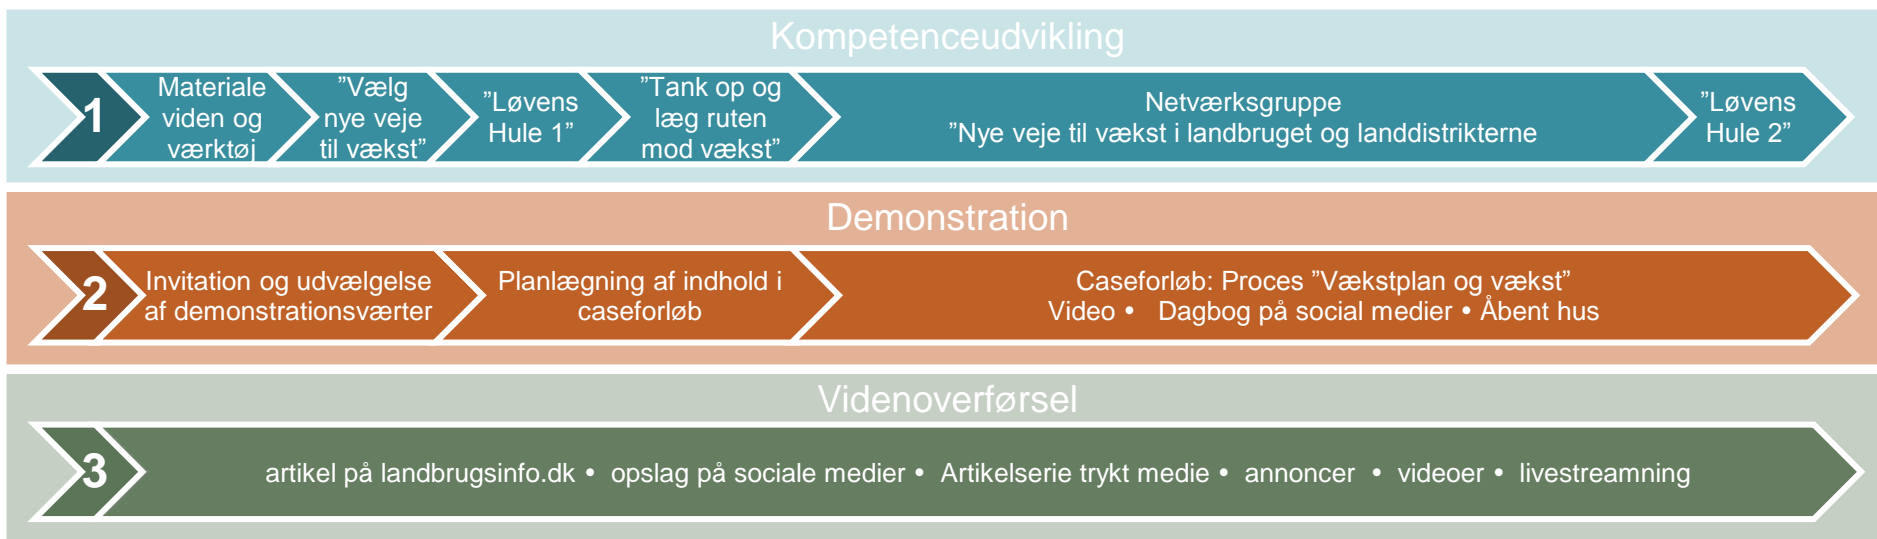 Kompetenceudvikling
1
Materiale
viden og
værktøj
”Vælg
nye veje
til vækst”
”Løvens
Hule 1”
”Tank op og
læg ruten
mod vækst”
Netværksgruppe
”Nye veje til vækst i landbruget og landdistrikterne
”Løvens
Hule 2”
Demonstration
2
Invitation og udvælgelse
af demonstrationsværter
Planlægning af indhold i
caseforløb
Caseforløb: Proces ”Vækstplan og vækst”
Video • Dagbog på social medier • Åbent hus
Videnoverførsel
3
artikel på landbrugsinfo.dk • opslag på sociale medier • Artikelserie trykt medie • annoncer • videoer • livestreamning